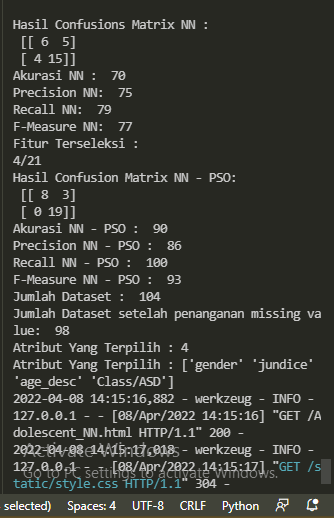 Hasil Confusions Matrix NN :
[[ 6  5]
[ 4 15]]
Akurasi NN :  70
Precision NN:  75
Recall NN:  79
F-Measure NN:  77
Fitur Terseleksi :
4/21
Hasil Confusion Matrix NN - PSO:
[[ 8  3]
[ 0 19]]
Akurasi NN - PSO :  90
Precision NN - PSO :  86
Recall NN - PSO :  100
F-Measure NN - PSO :  93
Jumlah Dataset :  104
Jumlah Dataset setelah penanganan missing va
lue:  98
Atribut Yang Terpilih : 4
Atribut Yang Terpilih : ['gender' 'jundice'
'age_desc' 'Class/ASD']
2022-04-08 14:15:16,882 - werkzeug - INFO -
127.0.0.1 - - [08/Apr/2022 14:15:16] "GET /A
dolescent_NN.html HTTP/1.1" 200 -
2022-04-08 14:15:17,018 - werkzeug - INFO -
Activate Windows
127.0.0.1 - - [08/Apr/2022 14:15:17] "GET /s
Go to PC settings to activate Windows.
tatic/style.css HTTP/1.1" 304 -
selected) Spaces: 4 UTF-8 CRLF Python